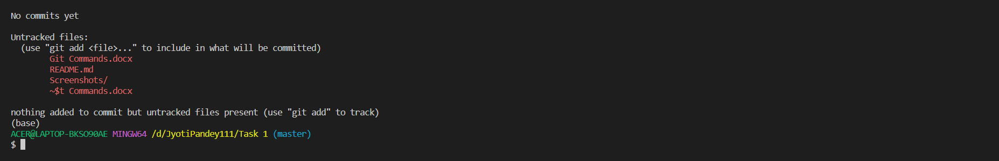 No commits yet
Untracked files:
(use "git add <file>..." to include in what will be committed)
Git Commands.docx
README.md
Screenshots/
~$t Commands.docx
nothing added to commit but untracked files present (use "git add" to track)
(base)
ACER@LAPTOP-BKSO90AE MINGW64 /d/JyotiPandey111/Task 1 (master)
$